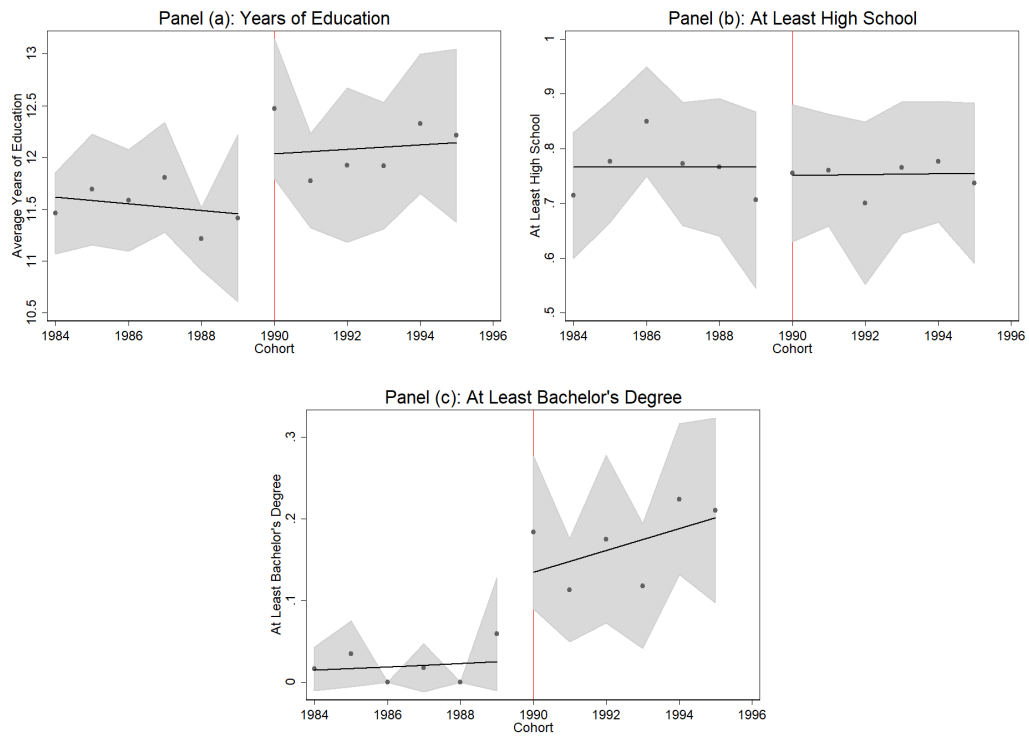 Panel (a): Years of Education
Average Years of Education
13
12.5
12
11.5
11
10.5
1984 1986 1988 1990 1992 1994 1996
Cohort
Panel (b): At Least High School
At Least High School
1
.9
.8
.7
.6
.5
1984 1986 1988 1990 1992 1994 1996
Cohort
Panel (c): At Least Bachelor's Degree
At Least Bachelor's Degree
.3
.2
.1
0
1984 1986 1988 1990 1992 1994 1996
Cohort